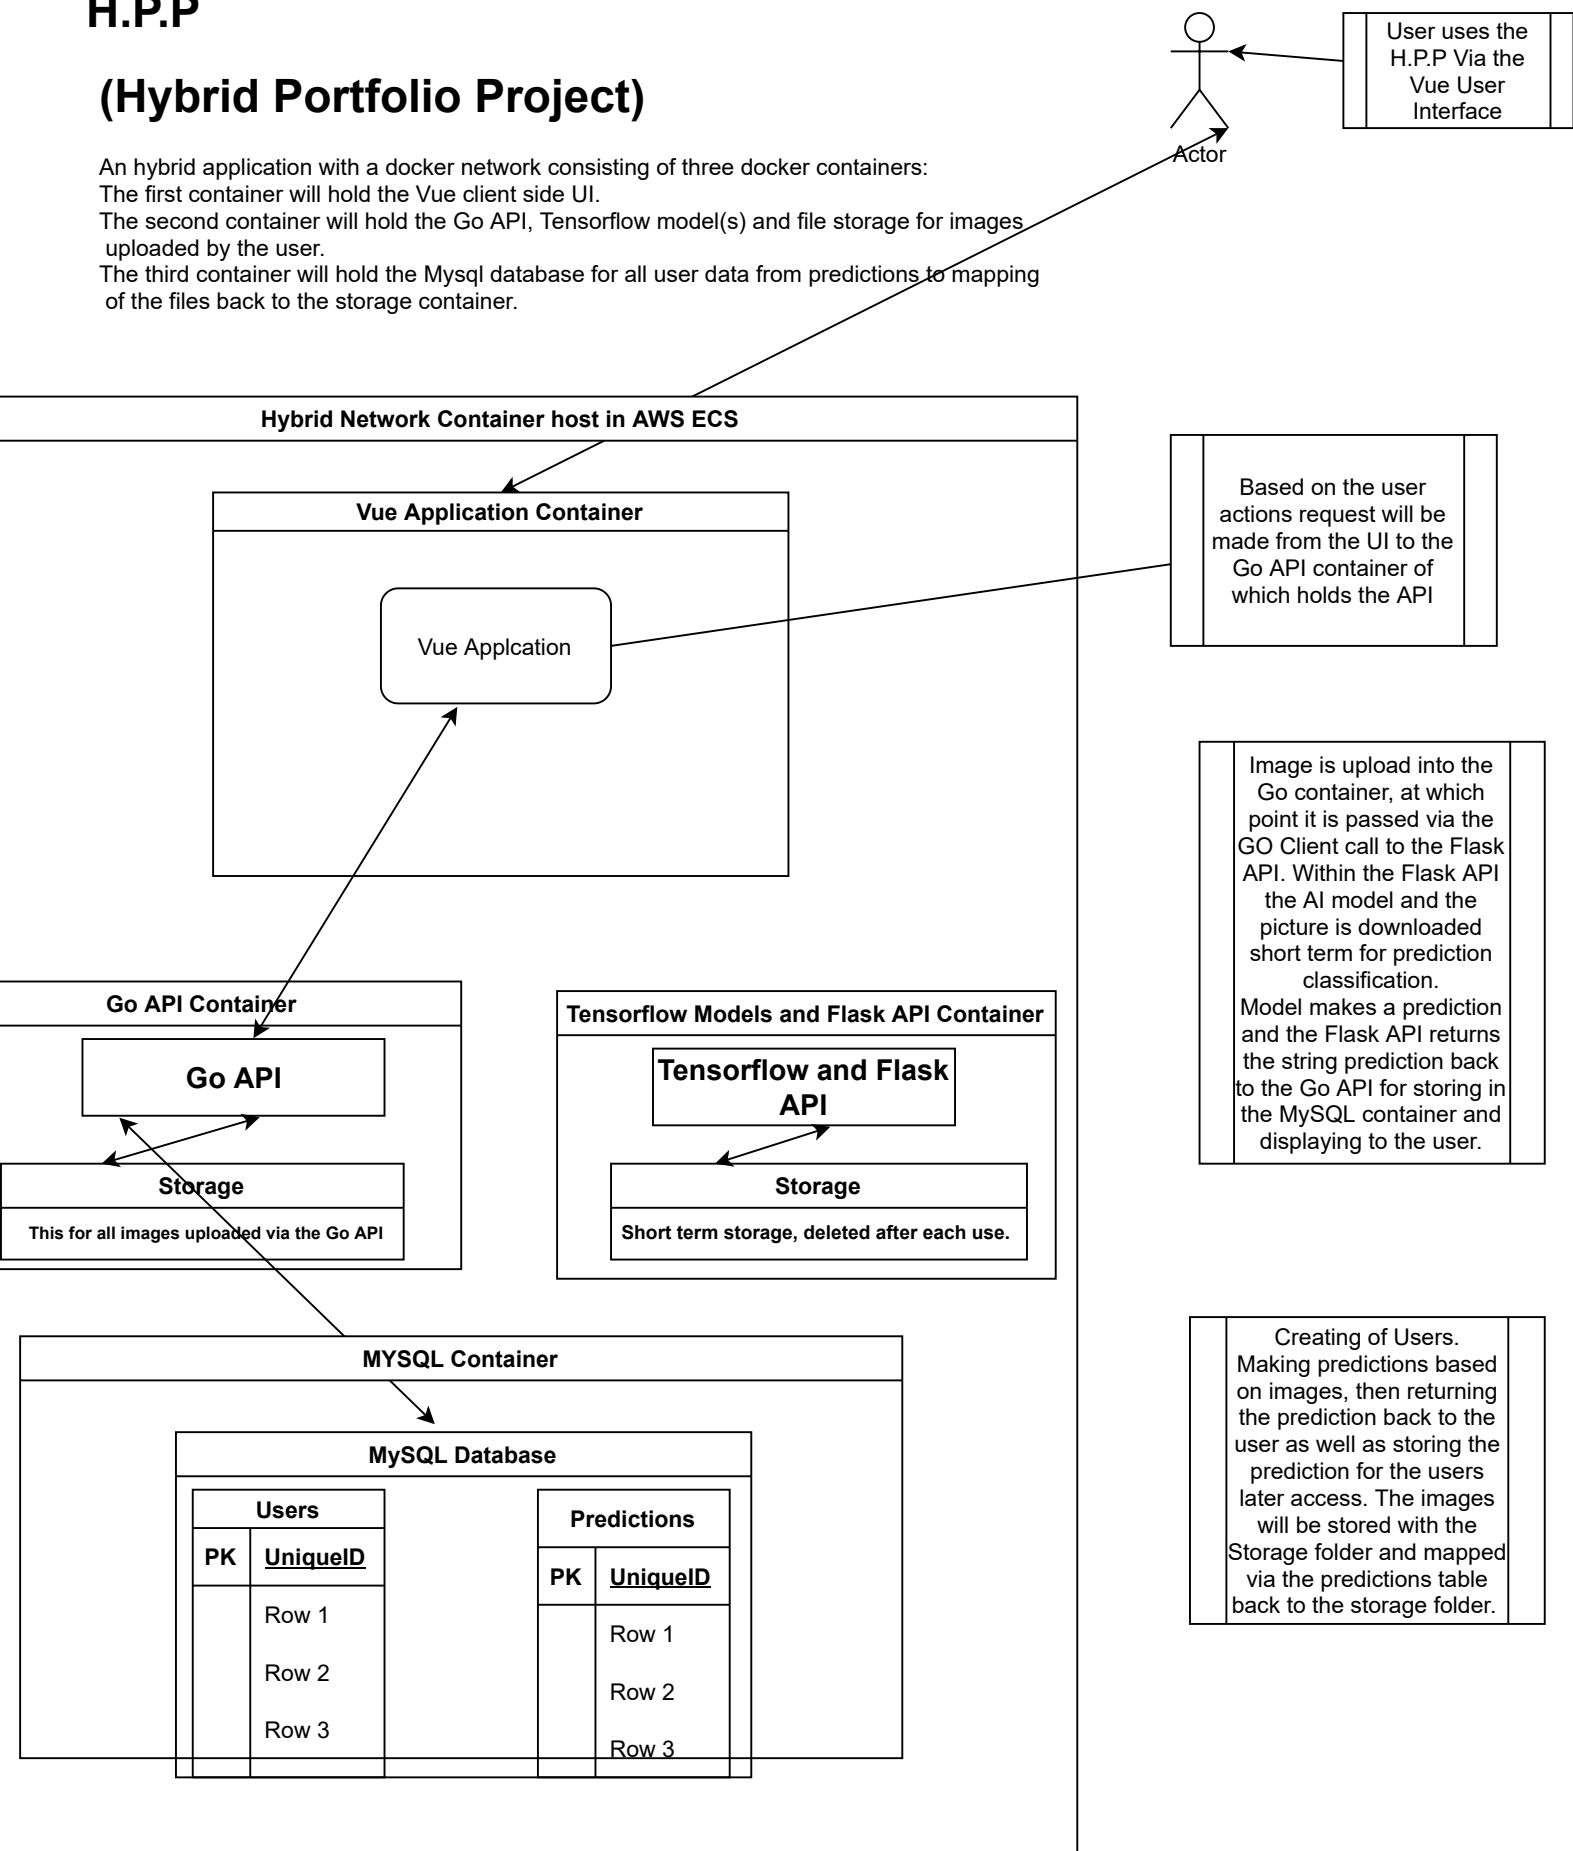 H.P.P
(Hybrid Portfolio Project)
An hybrid application with a docker network consisting of three docker containers:
The first container will hold the Vue client side UI.
The second container will hold the Go API, Tensorflow model(s) and file storage for images
uploaded by the user.
The third container will hold the Mysql database for all user data from predictions to mapping
of the files back to the storage container.
Actor
User uses the
H.P.P Via the
Vue User
Interface
Hybrid Network Container host in AWS ECS
Vue Application Container
Vue Applcation
Based on the user
actions request will be
made from the UI to the
Go API container of
which holds the API
Image is upload into the
Go container, at which
point it is passed via the
GO Client call to the Flask
API. Within the Flask API
the AI model and the
picture is downloaded
short term for prediction
classification.
Model makes a prediction
and the Flask API returns
the string prediction back
to the Go API for storing in
the MySQL container and
displaying to the user.
Go API Container
Go API
Storage
This for all images uploaded via the Go API
Tensorflow Models and Flask API Container
Tensorflow and Flask
API
Storage
Short term storage, deleted after each use.
MYSQL Container
MySQL Database
Users
PK UniqueID
Row 1
Row 2
Row 3
Predictions
PK UniqueID
Row 1
Row 2
Row 3
Creating of Users.
Making predictions based
on images, then returning
the prediction back to the
user as well as storing the
prediction for the users
later access. The images
will be stored with the
Storage folder and mapped
via the predictions table
back to the storage folder.